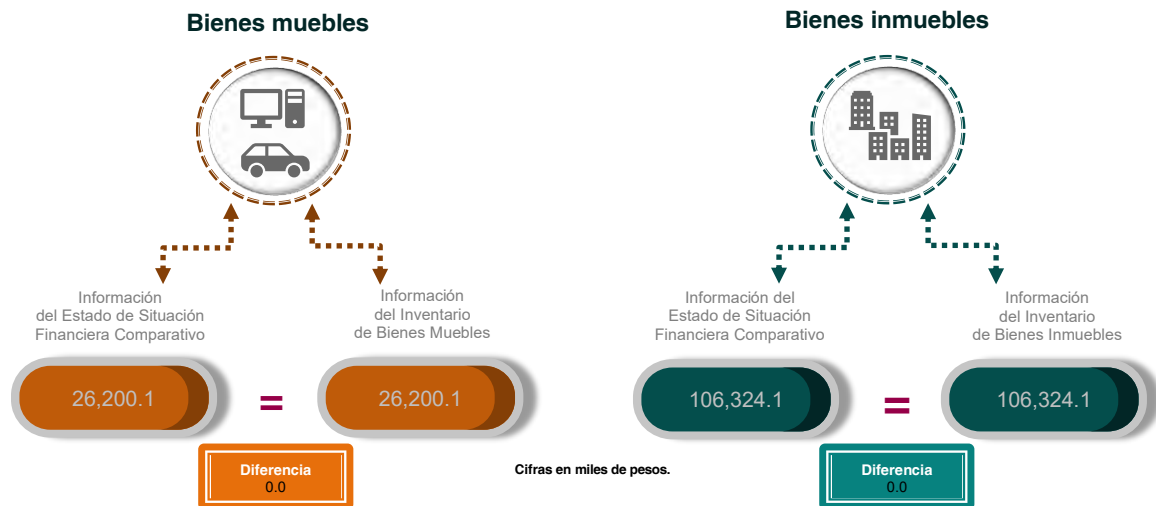 Bienes muebles
Información
del Estado de Situación
Financiera Comparativo
Información
del Inventario
de Bienes Muebles
26,200.1
=
26,200.1
Diferencia
0.0
Cifras en miles de pesos.
Bienes inmuebles
Información del
Estado de Situación
Financiera Comparativo
Información
del Inventario
de Bienes Inmuebles
106,324.1
=
106,324.1
Diferencia
0.0